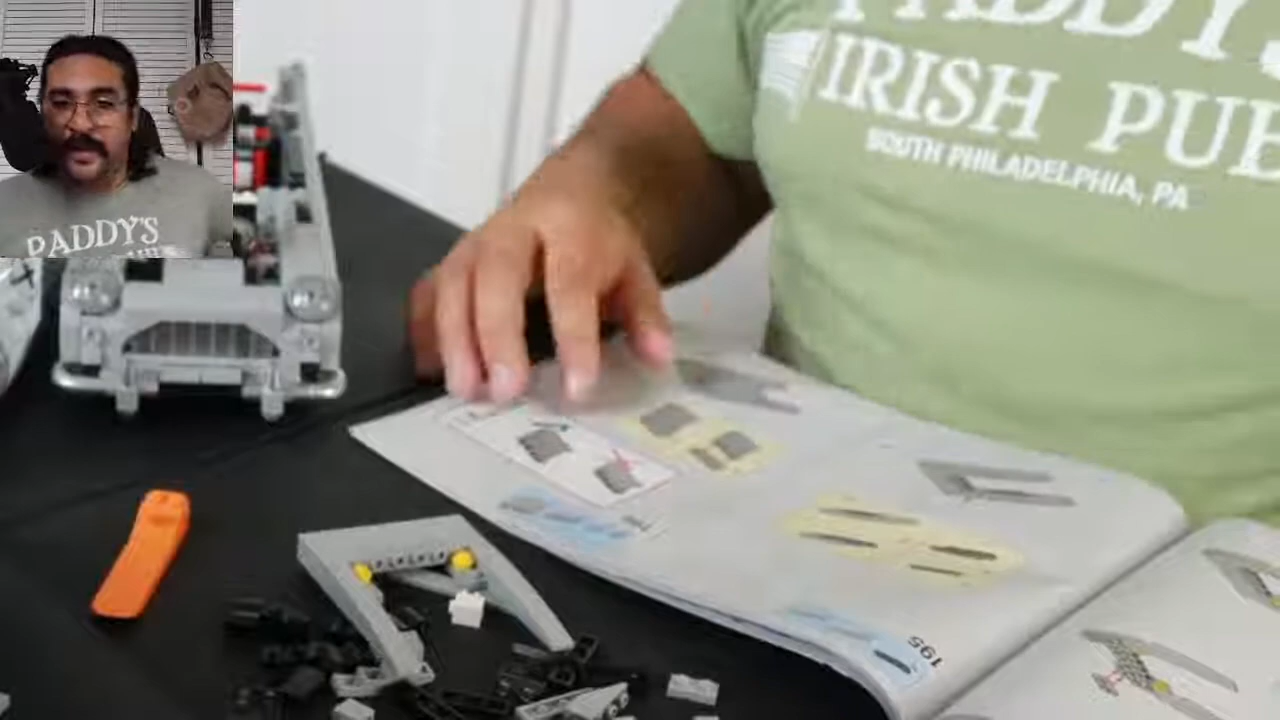 PADDY'S
PADDY'S
IRISH PUB
SOUTH PHILADELPHIA, PA
195